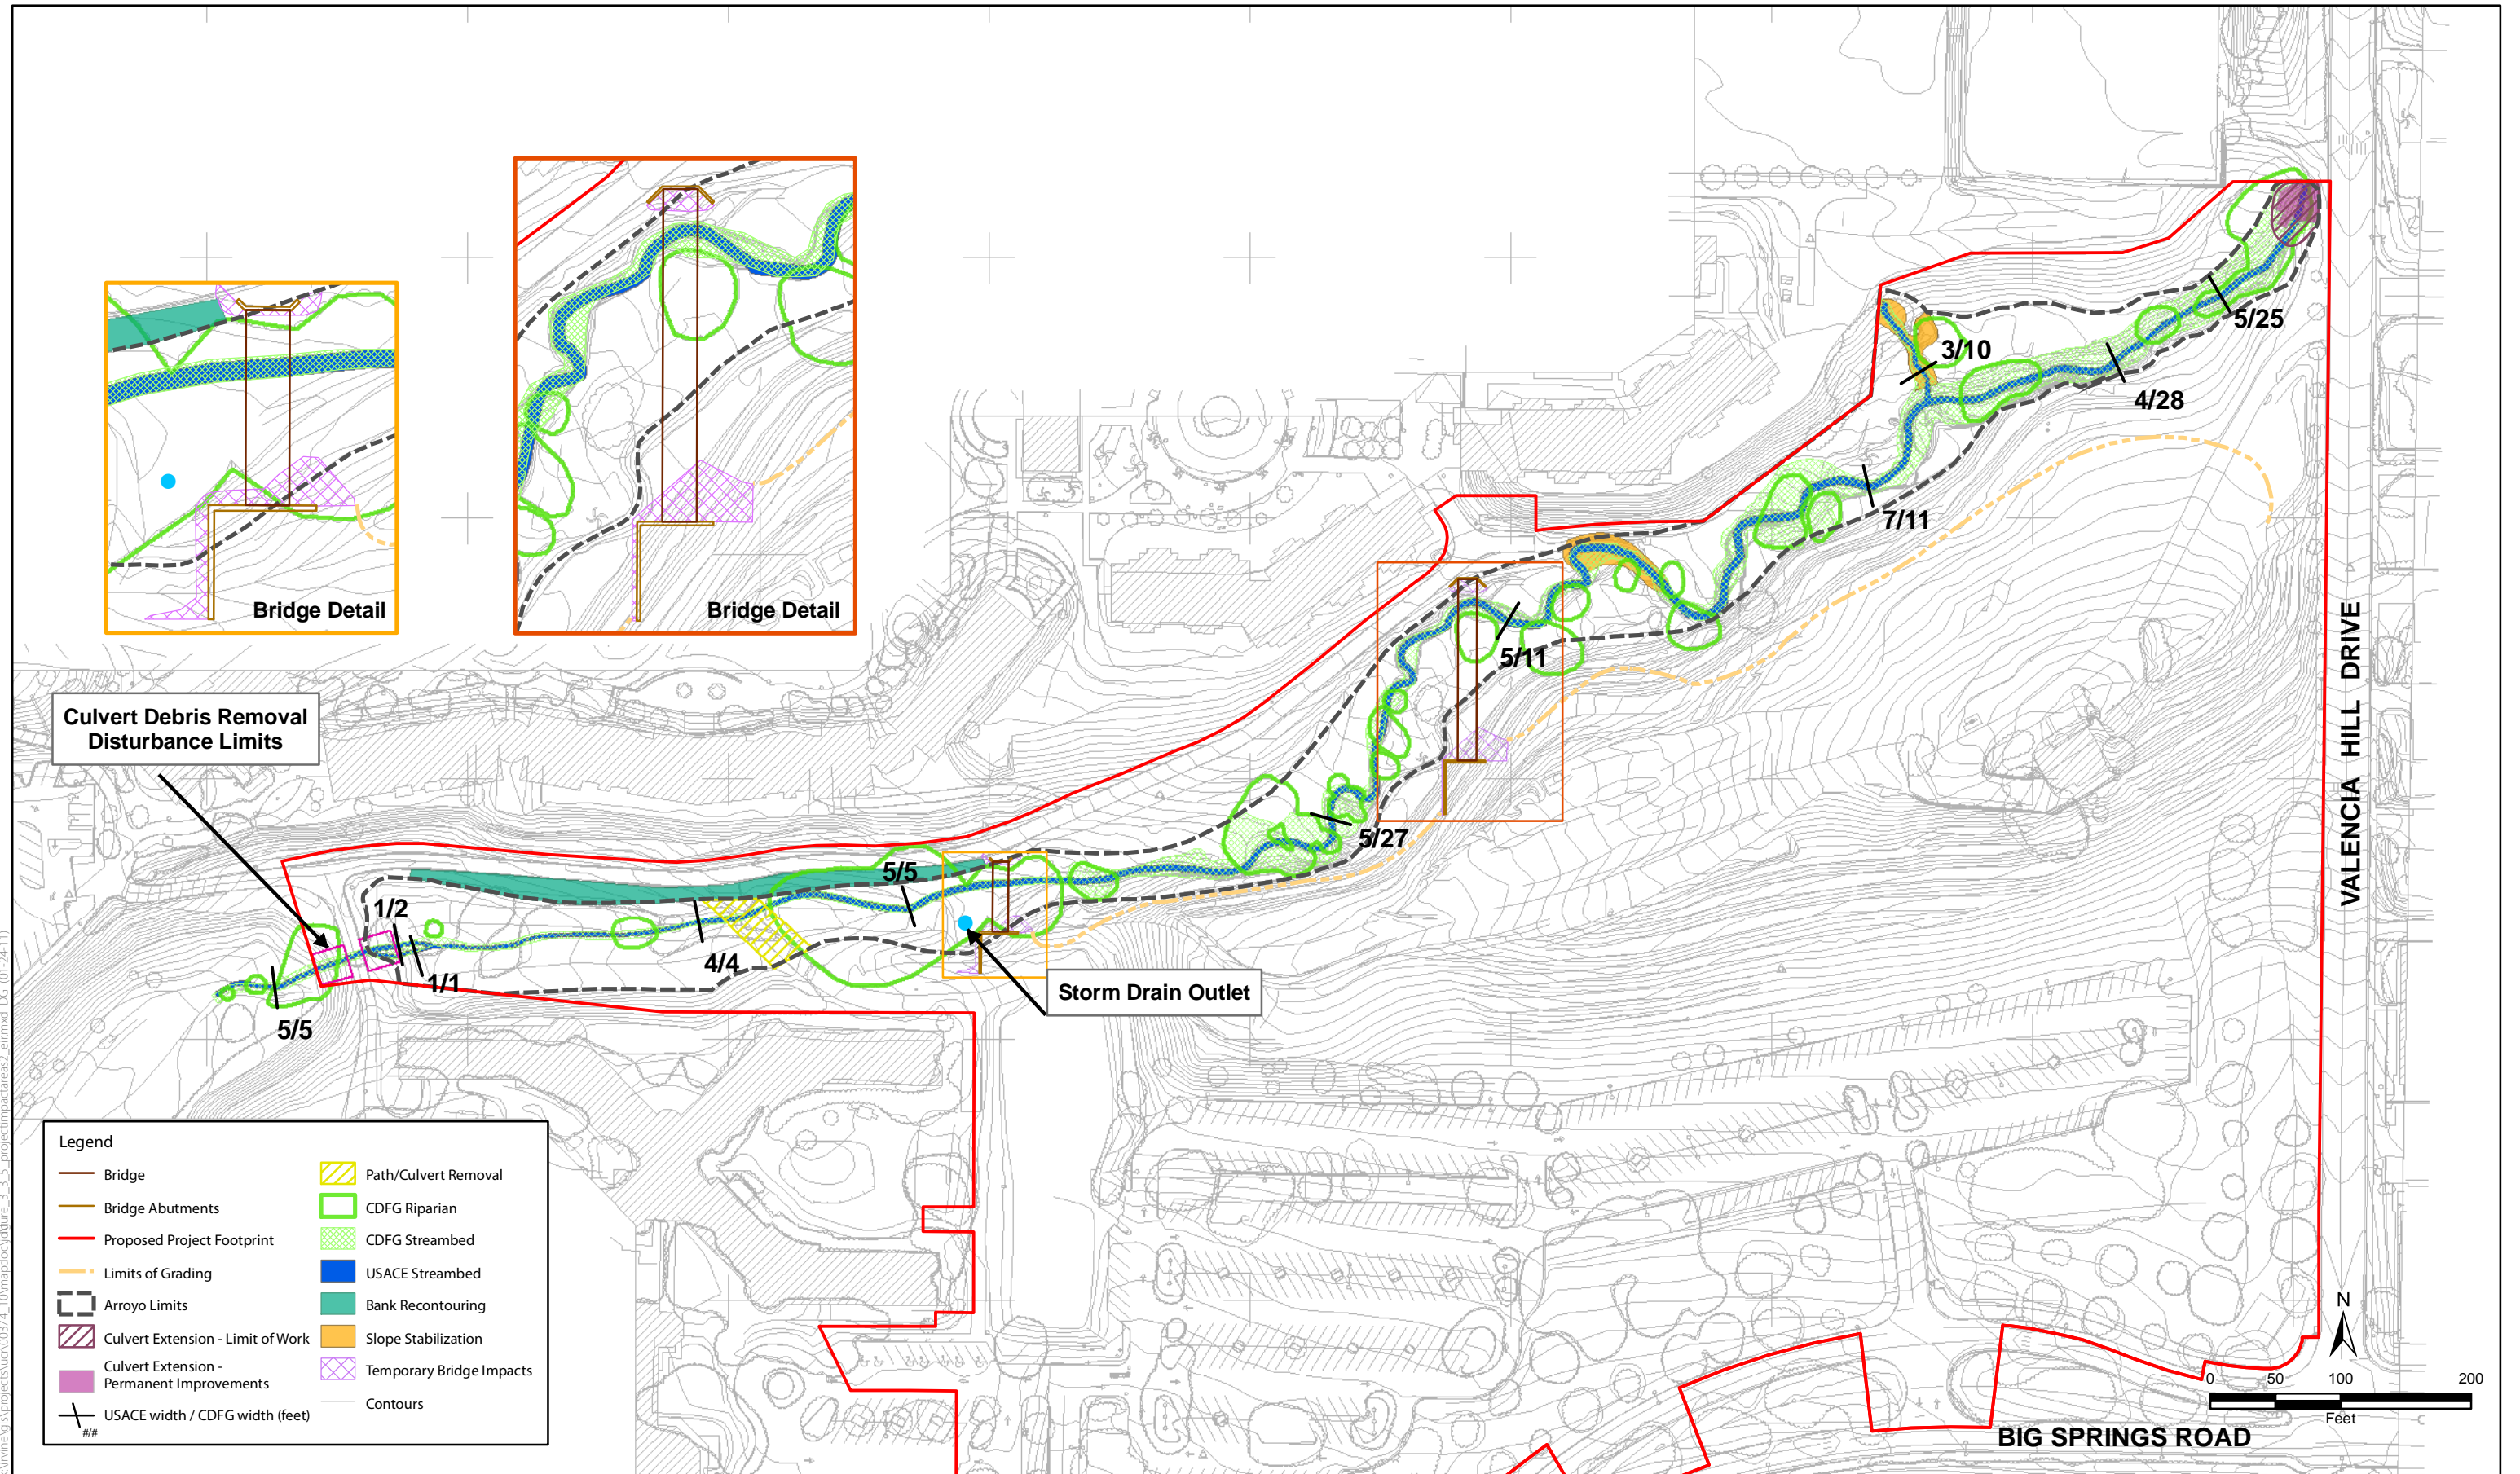 Bridge Detail
Bridge Detail
Culvert Debris Removal
Disturbance Limits
5/25
3/10
4/28
7/11
5/11
5/27
5/5
1/2
1/1
4/4
5/5
Storm Drain Outlet
VALENCIA HILL DRIVE
BIG SPRINGS ROAD
N
0 50 100 200
Feet
Legend
Bridge
Bridge Abutments
Proposed Project Footprint
Limits of Grading
Arroyo Limits
Culvert Extension - Limit of Work
Culvert Extension -
Permanent Improvements
#/# USACE width / CDFG width (feet)
Path/Culvert Removal
CDFG Riparian
CDFG Streambed
USACE Streambed
Bank Recontouring
Slope Stabilization
Temporary Bridge Impacts
Contours